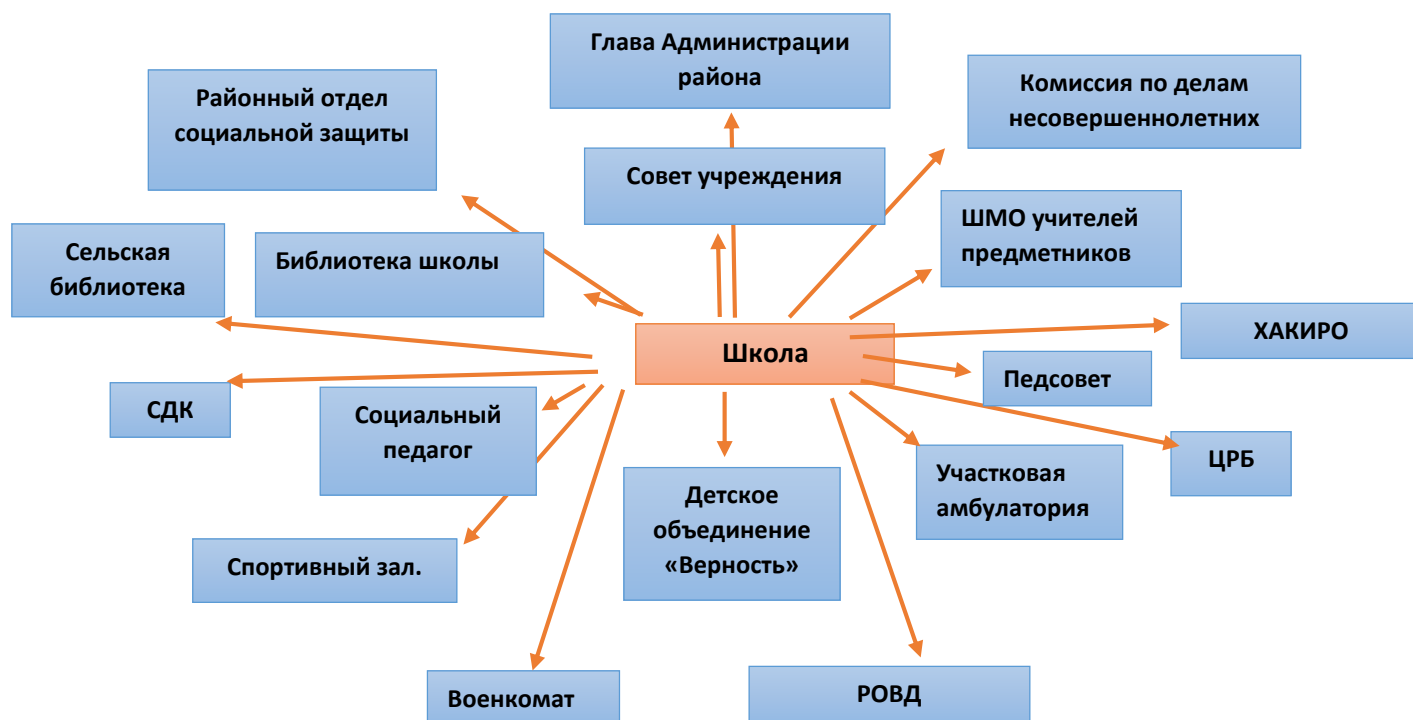 Глава Администрации
района
Комиссия по делам
несовершеннолетних
Районный отдел
социальной защиты
Совет учреждения
ШМО учителей
предметников
Сельская
библиотека
Библиотека школы
ХАКИРО
Школа
Педсовет
СДК
Социальный
педагог
ЦРБ
Участковая
амбулатория
Детское
объединение
«Верность»
Спортивный зал.
Военкомат
РОВД